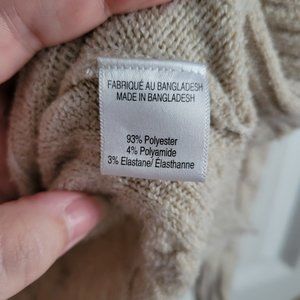 FABRIQUÉ AU BANGLADESH
MADE IN BANGLADESH
93% Polyester
4% Polyamide
3% Elastane/ Élasthanne